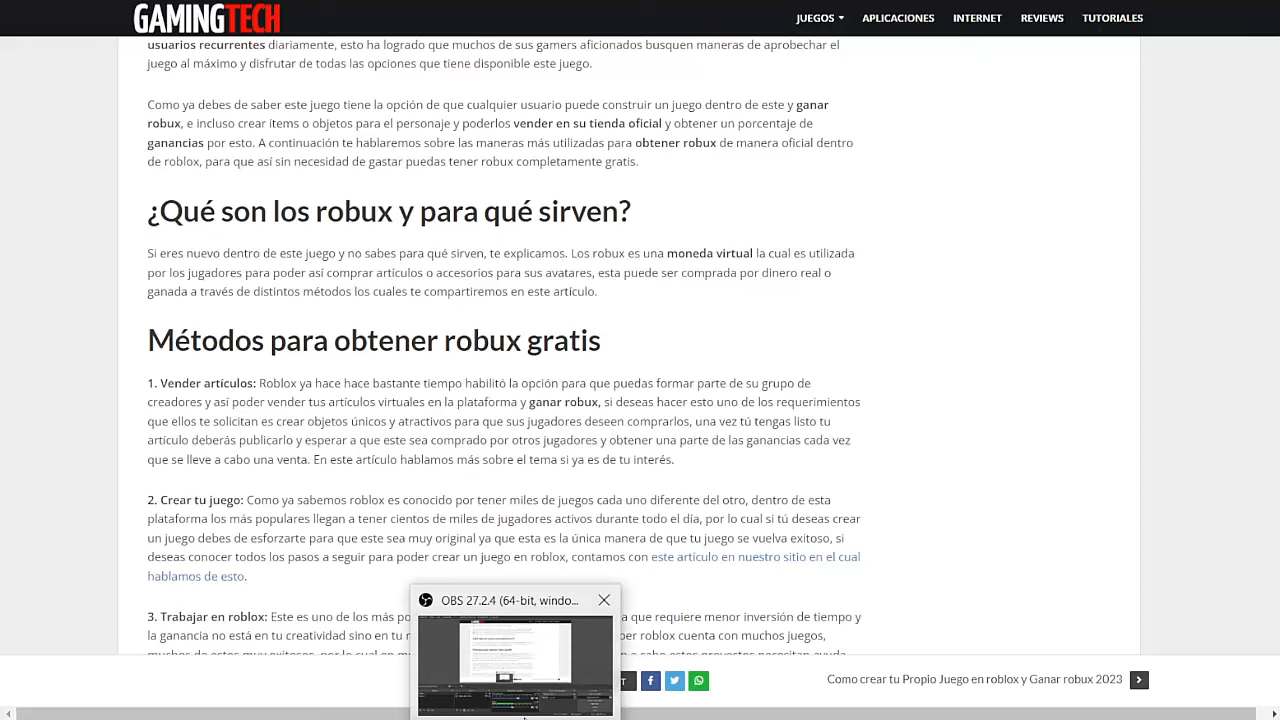 GAMINGTECH
JUEGOS
APLICACIONES
INTERNET
REVIEWS
TUTORIALES
usuarios recurrentes diariamente, esto ha logrado que muchos de sus gamers aficionados busquen maneras de aprobechar el
juego al máximo y disfrutar de todas las opciones que tiene disponible este juego.
Como ya debes de saber este juego tiene la opción de que cualquier usuario puede construir un juego dentro de este y ganar
robux, e incluso crear ítems o objetos para el personaje y poderlos vender en su tienda oficial y obtener un porcentaje de
ganancias por esto. A continuación te hablaremos sobre las maneras más utilizadas para obtener robux de manera oficial dentro
de roblox, para que así sin necesidad de gastar puedas tener robux completamente gratis.
¿Qué son los robux y para qué sirven?
Si eres nuevo dentro de este juego y no sabes para qué sirven, te explicamos. Los robux es una moneda virtual la cual es utilizada
por los jugadores para poder así comprar artículos o accesorios para sus avatares, esta puede ser comprada por dinero real o
ganada a través de distintos métodos los cuales te compartiremos en este artículo.
Métodos para obtener robux gratis
1. Vender artículos: Roblox ya hace hace bastante tiempo habilitó la opción para que puedas formar parte de su grupo de
creadores y así poder vender tus artículos virtuales en la plataforma y ganar robux, si deseas hacer esto uno de los requerimientos
que ellos te solicitan es crear objetos únicos y atractivos para que sus jugadores deseen comprarlos, una vez tú tengas listo tu
artículo deberás publicarlo y esperar a que este sea comprado por otros jugadores y obtener una parte de las ganancias cada vez
que se lleve a cabo una venta. En este artículo hablamos más sobre el tema si ya es de tu interés.
2. Crear tu juego: Como ya sabemos roblox es conocido por tener miles de juegos cada uno diferente del otro, dentro de esta
plataforma los más populares llegan a tener cientos de miles de jugadores activos durante todo el día, por lo cual si tú deseas crear
un juego debes de esforzarte para que este sea muy original ya que esta es la única manera de que tu juego se vuelva exitoso, si
deseas conocer todos los pasos a seguir para poder crear un juego en roblox, contamos con este artículo en nuestro sitio en el cual
hablamos de esto.
OBS 27.2.4 (64-bit, windo...
3. Trabajar en roblox: Este es uno de los más a que requiere menor inversión de tiempo y
la ganancia no esta en tu creatividad sino en tu roblox cuenta con muchos juegos,
Como Crear tu Propio Juego en roblox y Ganar robux 2023